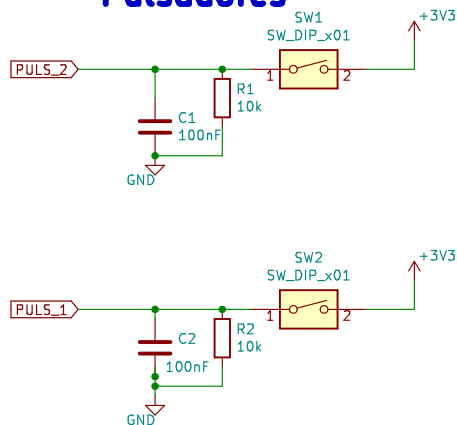 Pulsadores
SW1
SW_DIP_x01
+3V3
PULS_2
1
2
R1
10k
C1
100nF
GND
SW2
SW_DIP_x01
+3V3
PULS_1
1
2
R2
10k
C2
100nF
GND